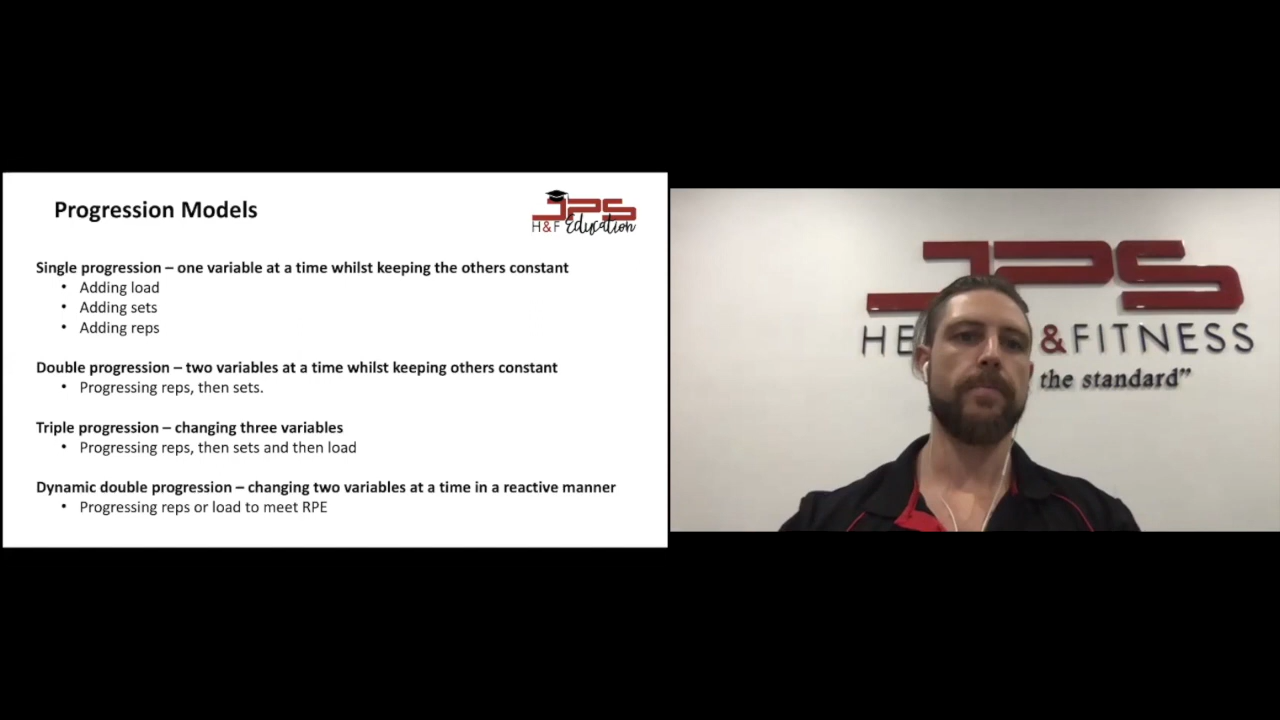 Progression Models
JPS
H&F Education
Single progression – one variable at a time whilst keeping the others constant
• Adding load
• Adding sets
• Adding reps
Double progression – two variables at a time whilst keeping others constant
• Progressing reps, then sets.
Triple progression – changing three variables
• Progressing reps, then sets and then load
Dynamic double progression – changing two variables at a time in a reactive manner
• Progressing reps or load to meet RPE
JPS
HE &FITNESS
the standard”